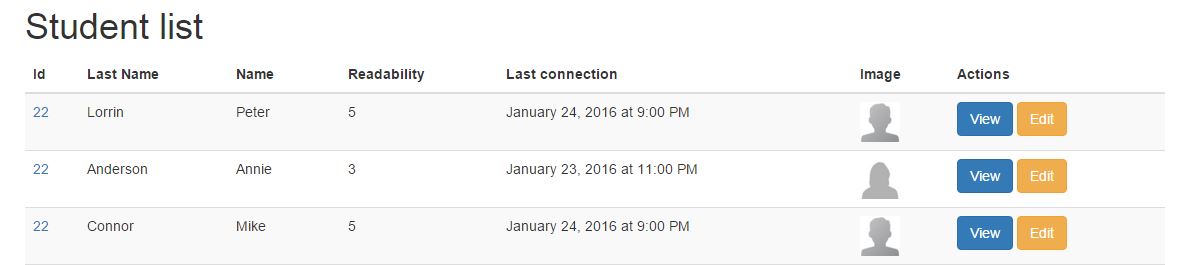 Student list
Id Last Name Name Readability Last connection Image Actions
22 Lorrin Peter 5 January 24, 2016 at 9:00 PM View Edit
22 Anderson Annie 3 January 23, 2016 at 11:00 PM View Edit
22 Connor Mike 5 January 24, 2016 at 9:00 PM View Edit